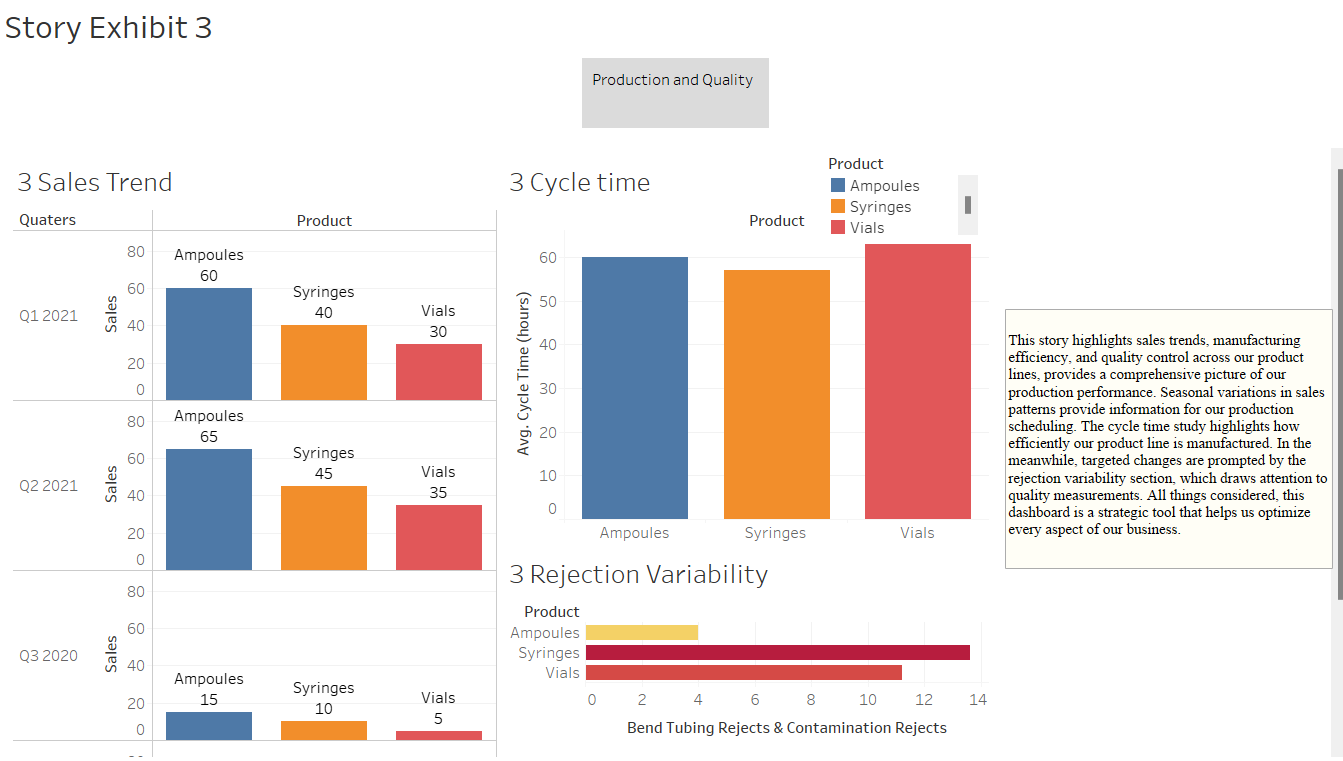 Story Exhibit 3
Production and Quality
3 Sales Trend
Quaters
Product
80
60
40
20
0
Sales
Q1 2021
Ampoules
60
Syringes
40
Vials
30
80
60
40
20
0
Sales
Q2 2021
Ampoules
65
Syringes
45
Vials
35
80
60
40
20
0
Sales
Q3 2020
Ampoules
15
Syringes
10
Vials
5
3 Cycle time
Product
Ampoules
Syringes
Vials
Product
60
50
40
30
20
10
0
Avg. Cycle Time (hours)
Ampoules
Syringes
Vials
3 Rejection Variability
Product
Ampoules
Syringes
Vials
0 2 4 6 8 10 12 14
Bend Tubing Rejects & Contamination Rejects
This story highlights sales trends, manufacturing
efficiency, and quality control across our product
lines, provides a comprehensive picture of our
production performance. Seasonal variations in sales
patterns provide information for our production
scheduling. The cycle time study highlights how
efficiently our product line is manufactured. In the
meanwhile, targeted changes are prompted by the
rejection variability section, which draws attention to
quality measurements. All things considered, this
dashboard is a strategic tool that helps us optimize
every aspect of our business.